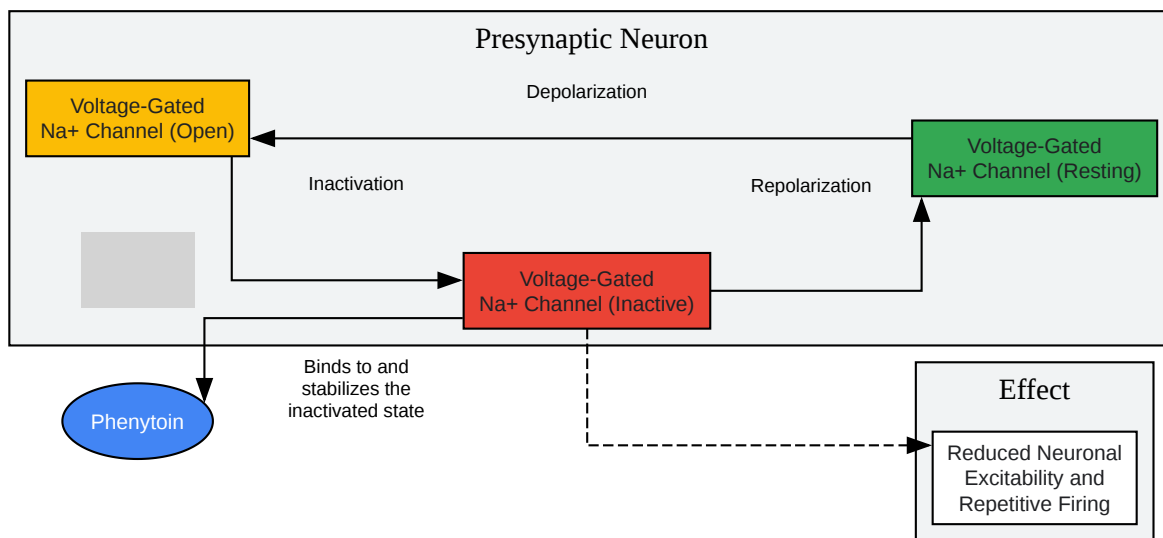 Presynaptic Neuron
Depolarization
Voltage-Gated
Na+ Channel (Open)
Voltage-Gated
Na+ Channel (Resting)
Inactivation
Repolarization
Voltage-Gated
Na+ Channel (Inactive)
Binds to and
stabilizes the
inactivated state
Phenytoin
Effect
Reduced Neuronal
Excitability and
Repetitive Firing